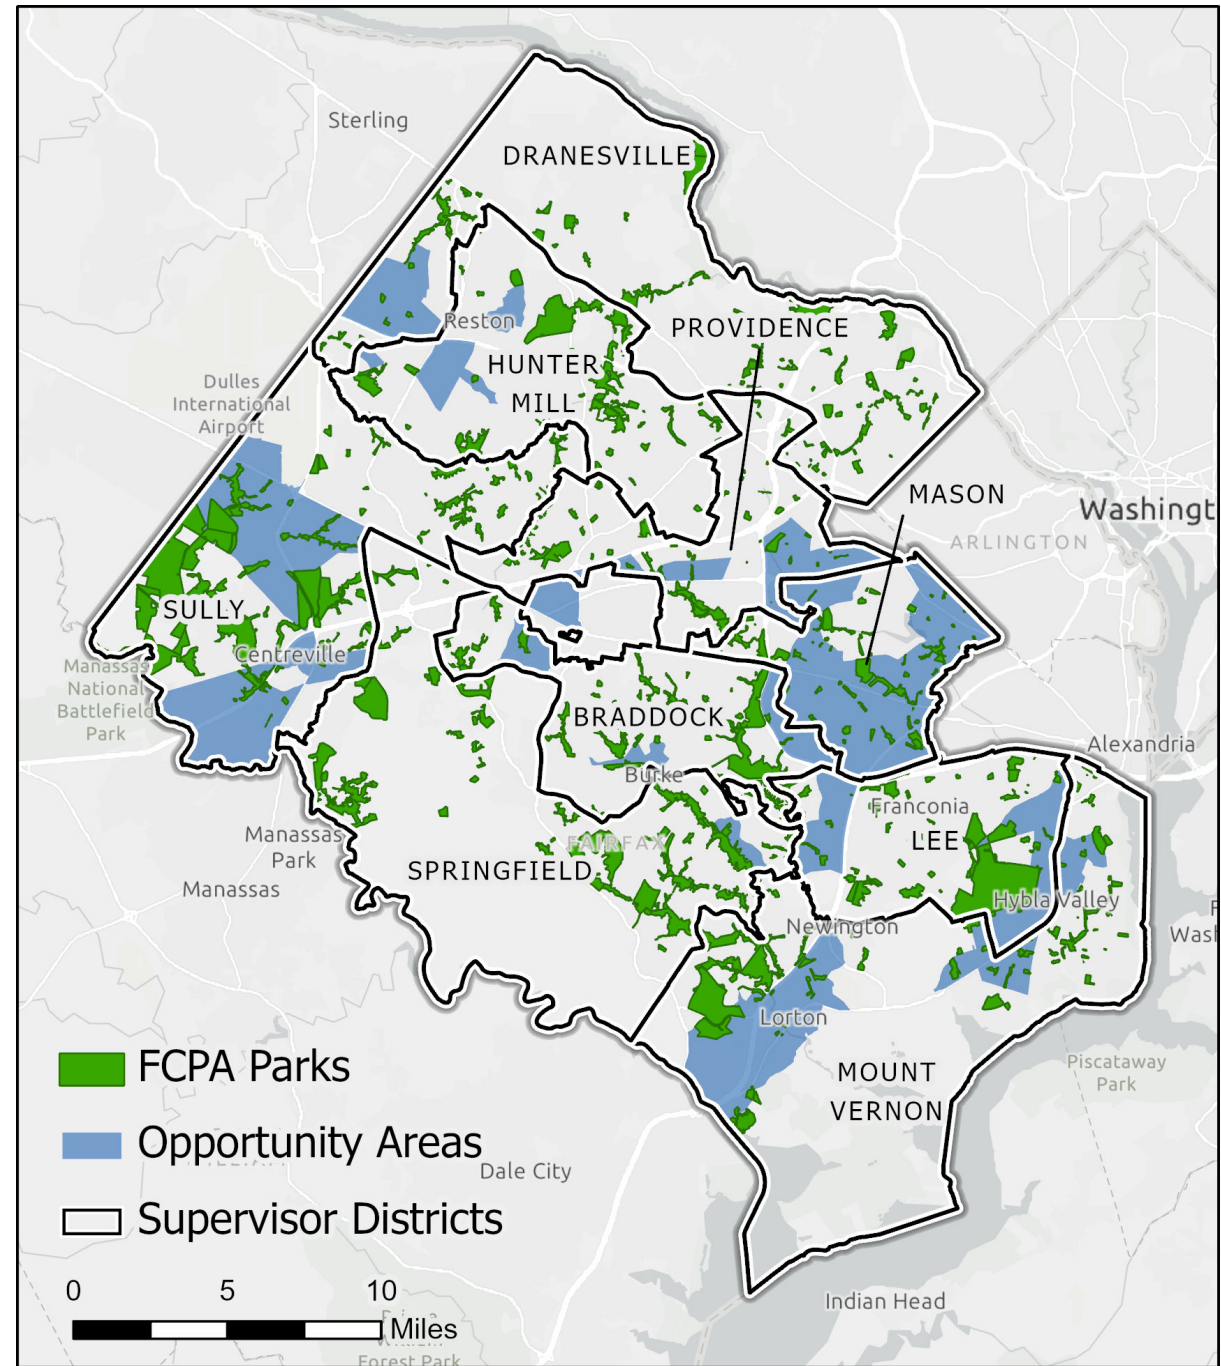 Sterling
DRANESVILLE
Reston
PROVIDENCE
HUNTER
MILL
Dulles
International
Airport
MASON
Washingt
ARLINGTON
SULLY
Centreville
Manassas
National
Battlefield
Park
BRADDOCK
Burke
Alexandria
Franconia
LEE
Manassas
Park
FAIRFAX
SPRINGFIELD
Manassas
Hybla Valley
Newington
Wash
Lorton
MOUNT
VERNON
Piscataway
Park
FCPA Parks
Opportunity Areas
Supervisor Districts
Dale City
0 5 10
Miles
Indian Head
Forest Park